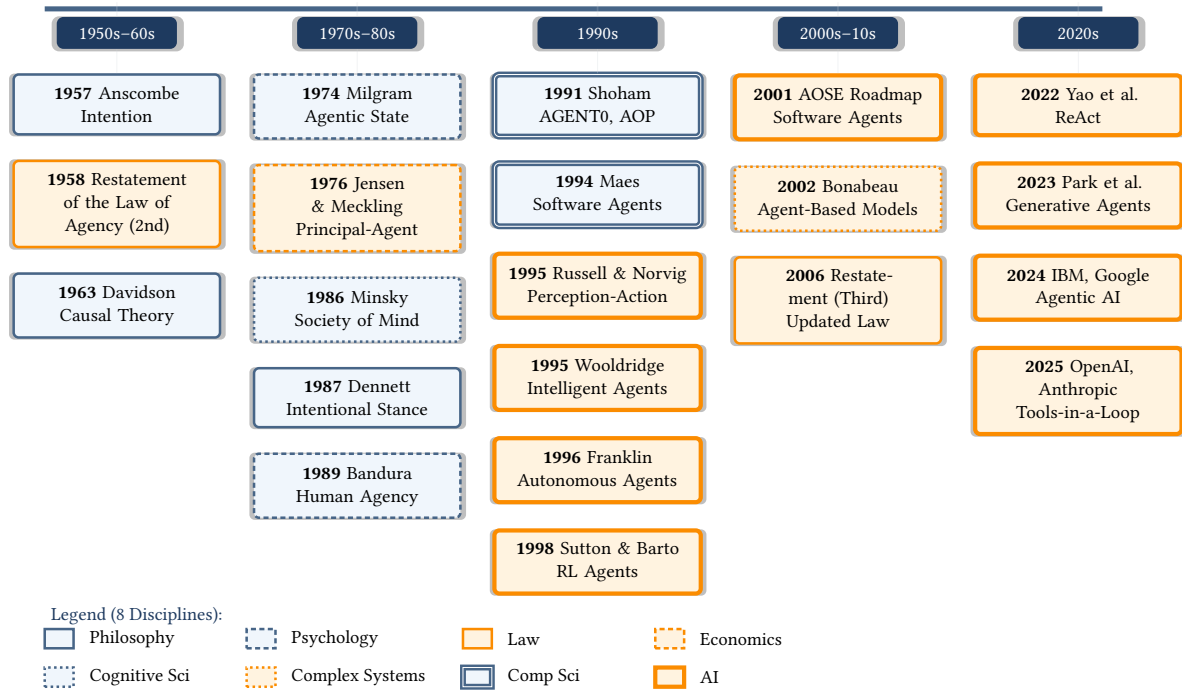 1950s–60s
1970s–80s
1990s
2000s–10s
2020s
1957 Anscombe
Intention
1958 Restatement
of the Law of
Agency (2nd)
1963 Davidson
Causal Theory
1974 Milgram
Agentic State
1976 Jensen
& Meckling
Principal-Agent
1986 Minsky
Society of Mind
1987 Dennett
Intentional Stance
1989 Bandura
Human Agency
1991 Shoham
AGENT0, AOP
1994 Maes
Software Agents
1995 Russell & Norvig
Perception-Action
1995 Wooldridge
Intelligent Agents
1996 Franklin
Autonomous Agents
1998 Sutton & Barto
RL Agents
2001 AOSE Roadmap
Software Agents
2002 Bonabeau
Agent-Based Models
2006 Restate-
ment (Third)
Updated Law
2022 Yao et al.
ReAct
2023 Park et al.
Generative Agents
2024 IBM, Google
Agentic AI
2025 OpenAI,
Anthropic
Tools-in-a-Loop
Legend (8 Disciplines):
Philosophy
Psychology
Law
Economics
Cognitive Sci
Complex Systems
Comp Sci
AI